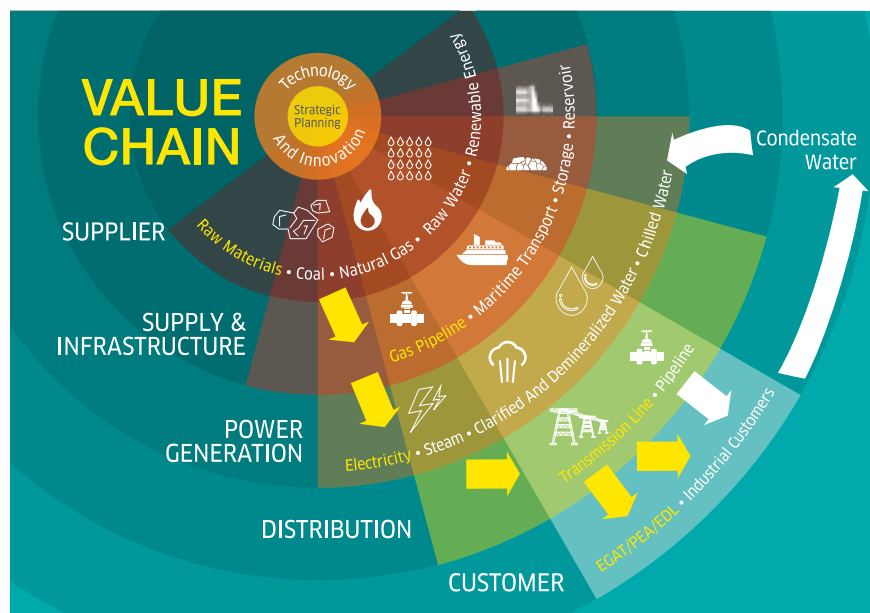 VALUE
CHAIN
Technology
Strategic
Planning
And Innovation
SUPPLIER
Raw Materials • Coal • Natural Gas • Raw Water • Renewable Energy
SUPPLY &
INFRASTRUCTURE
Gas Pipeline • Maritime Transport • Storage • Reservoir
POWER
GENERATION
Electricity • Steam • Clarified And Demineralized Water • Chilled Water
DISTRIBUTION
Transmission Line • Pipeline
CUSTOMER
EGAT/PEA/EDL • Industrial Customers
Condensate
Water